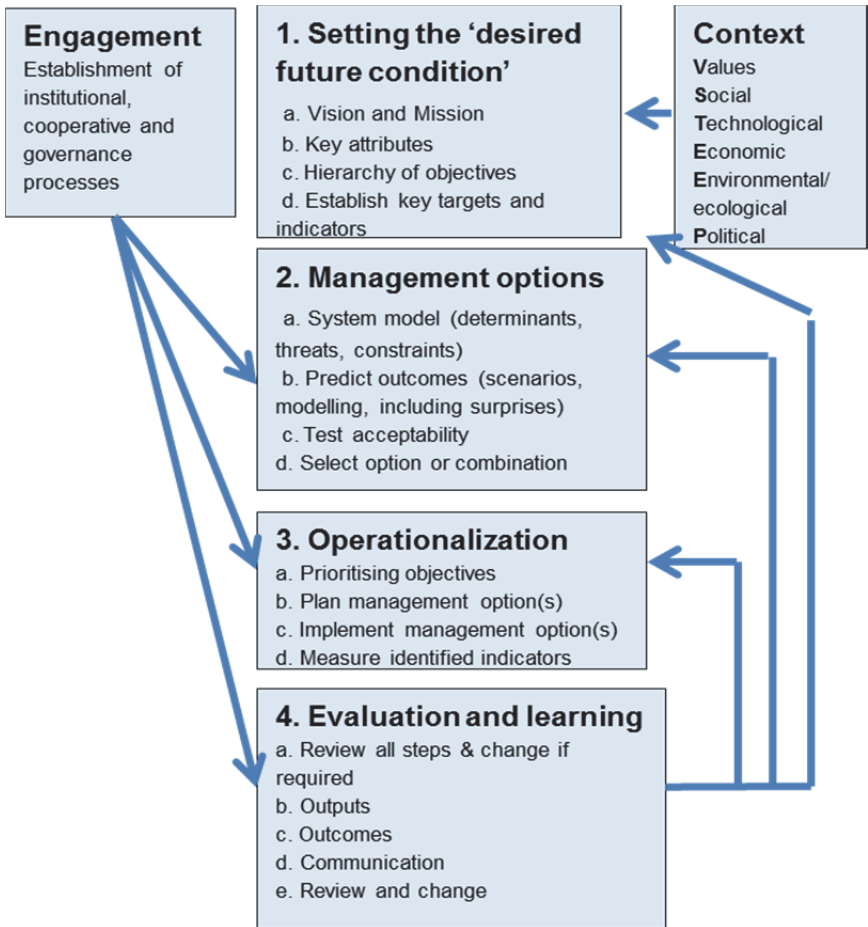 Engagement
Establishment of
institutional,
cooperative and
governance
processes
1. Setting the ‘desired
future condition’
a. Vision and Mission
b. Key attributes
c. Hierarchy of objectives
d. Establish key targets and
indicators
Context
Values
Social
Technological
Economic
Environmental/
ecological
Political
2. Management options
a. System model (determinants,
threats, constraints)
b. Predict outcomes (scenarios,
modelling, including surprises)
c. Test acceptability
d. Select option or combination
3. Operationalization
a. Prioritising objectives
b. Plan management option(s)
c. Implement management option(s)
d. Measure identified indicators
4. Evaluation and learning
a. Review all steps & change if
required
b. Outputs
c. Outcomes
d. Communication
e. Review and change